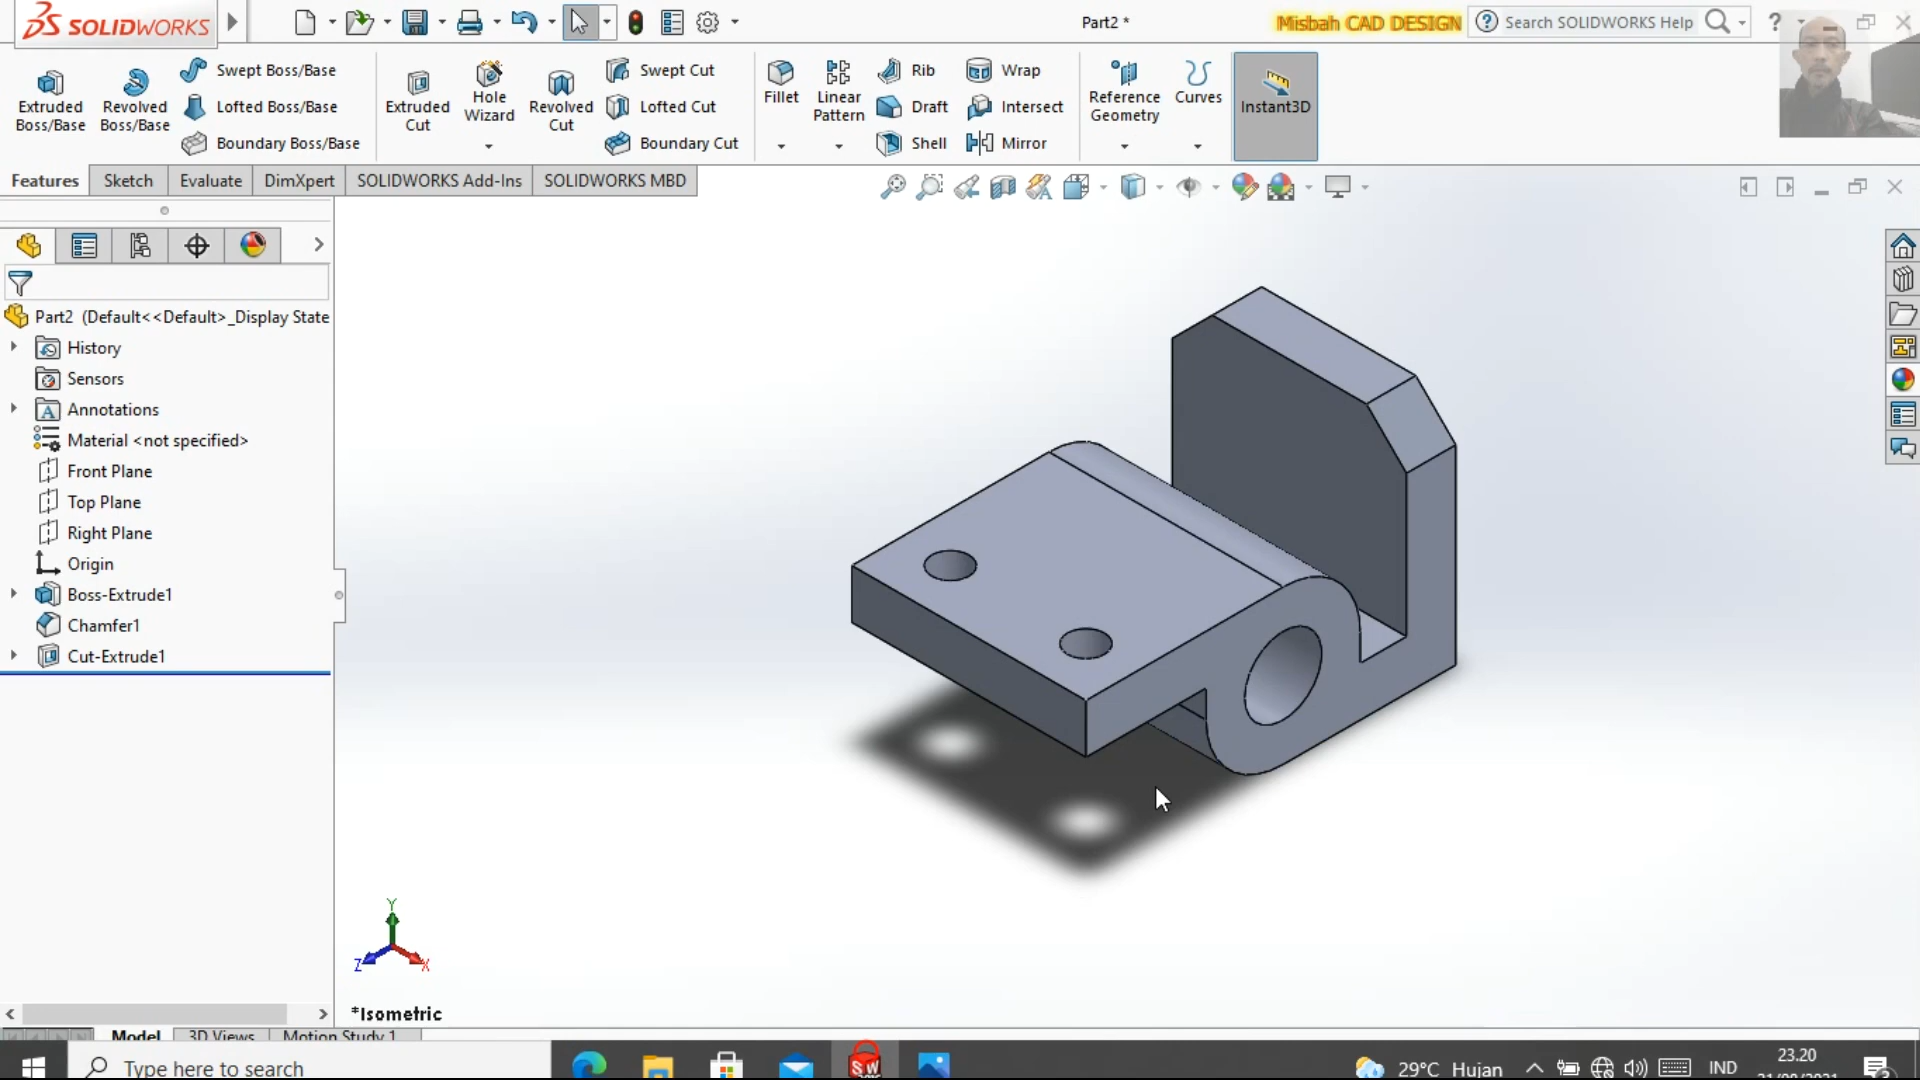 SOLIDWORKS
Part2 *
Misbah CAD DESIGN
Search SOLIDWORKS Help
?
Extruded Boss/Base
Revolved Boss/Base
Swept Boss/Base
Lofted Boss/Base
Boundary Boss/Base
Extruded Cut
Hole Wizard
Revolved Cut
Swept Cut
Lofted Cut
Boundary Cut
Fillet
Linear Pattern
Rib
Draft
Shell
Wrap
Intersect
Mirror
Reference Geometry
Curves
Instant3D
Features
Sketch
Evaluate
DimXpert
SOLIDWORKS Add-Ins
SOLIDWORKS MBD
Part2 (Default<<Default>_Display State
History
Sensors
Annotations
Material <not specified>
Front Plane
Top Plane
Right Plane
Origin
Boss-Extrude1
Chamfer1
Cut-Extrude1
Y
Z
X
*Isometric
Model
3D Views
Motion Study 1
Type here to search
SW
29°C Hujan
IND
23.20